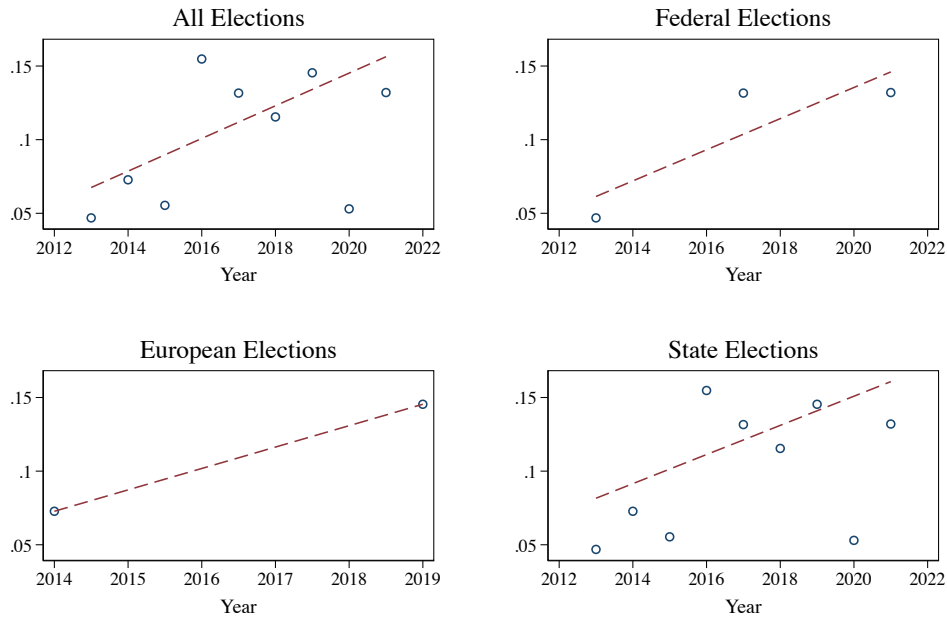 All Elections
.15
.1
.05
2012 2014 2016 2018 2020 2022
Year
Federal Elections
2012 2014 2016 2018 2020 2022
.15
.1
.05
Year
European Elections
.15
.1
.05
2014 2015 2016 2017 2018 2019
Year
State Elections
.15
.1
.05
2012 2014 2016 2018 2020 2022
Year